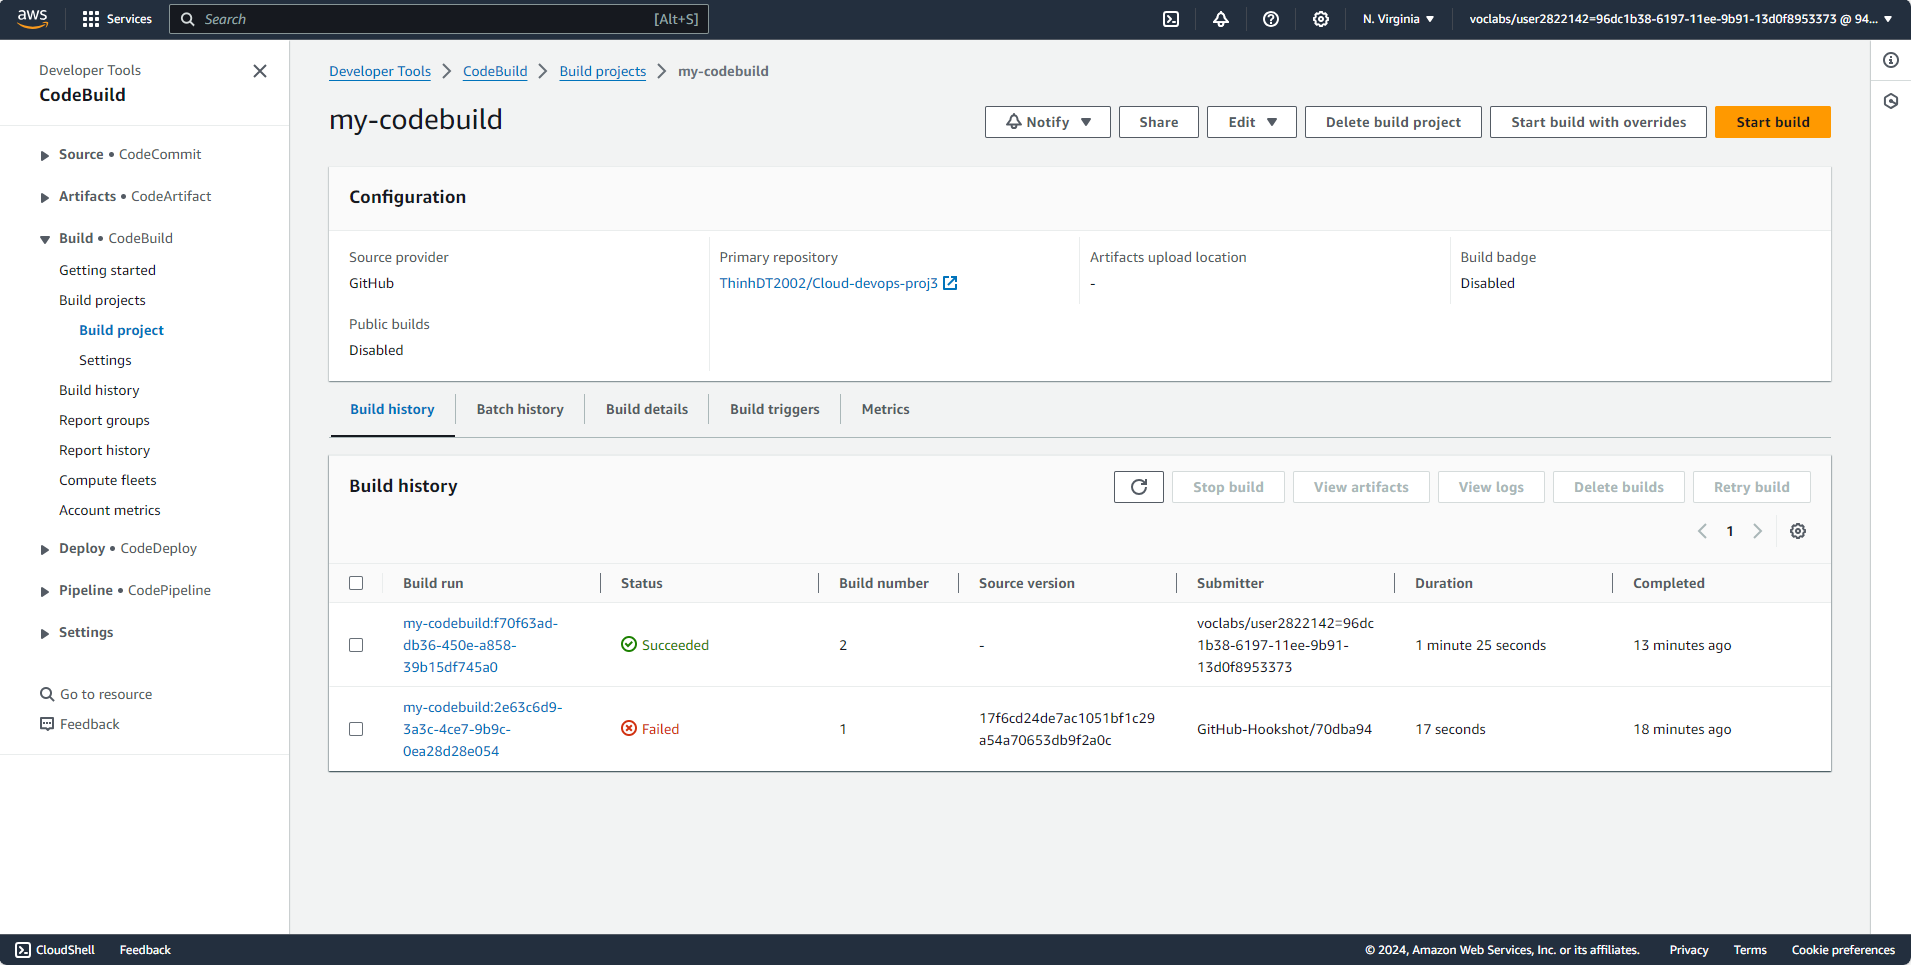 aws
Services
Search
[Alt+S]
N. Virginia
voclabs/user2822142=96dc1b38-6197-11ee-9b91-13d0f8953373 @ 94...
Developer Tools
CodeBuild
Source • CodeCommit
Artifacts • CodeArtifact
Build • CodeBuild
Getting started
Build projects
Build project
Settings
Build history
Report groups
Report history
Compute fleets
Account metrics
Deploy • CodeDeploy
Pipeline • CodePipeline
Settings
Go to resource
Feedback
Developer Tools
CodeBuild
Build projects
my-codebuild
my-codebuild
Notify
Share
Edit
Delete build project
Start build with overrides
Start build
Configuration
Source provider
GitHub
Primary repository
ThinhDT2002/Cloud-devops-proj3
Artifacts upload location
-
Build badge
Disabled
Public builds
Disabled
Build history
Batch history
Build details
Build triggers
Metrics
Build history
Stop build
View artifacts
View logs
Delete builds
Retry build
1
Build run
Status
Build number
Source version
Submitter
Duration
Completed
my-codebuild:f70f63ad-
db36-450e-a858-
39b15df745a0
Succeeded
2
-
voclabs/user2822142=96dc
1b38-6197-11ee-9b91-
13d0f8953373
1 minute 25 seconds
13 minutes ago
my-codebuild:2e63c6d9-
3a3c-4ce7-9b9c-
0ea28d28e054
Failed
1
17f6cd24de7ac1051bf1c29
a54a70653db9f2a0c
GitHub-Hookshot/70dba94
17 seconds
18 minutes ago
CloudShell
Feedback
© 2024, Amazon Web Services, Inc. or its affiliates.
Privacy
Terms
Cookie preferences